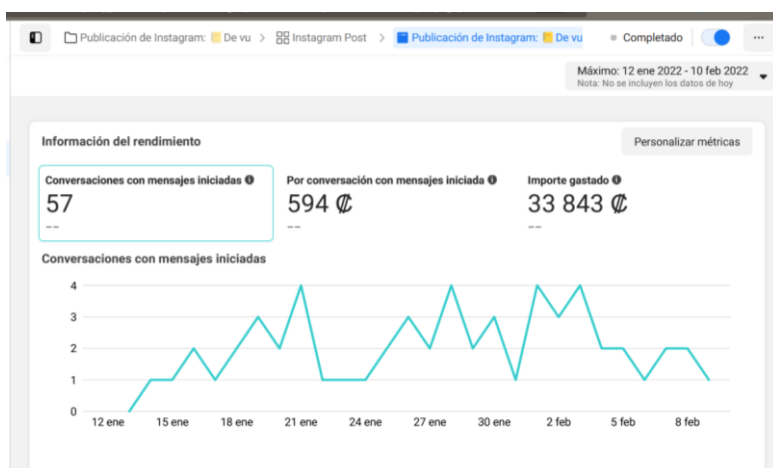 Publicación de Instagram: De vu > Instagram Post > Publicación de Instagram: De vu Completado ...
Máximo: 12 ene 2022 - 10 feb 2022
Nota: No se incluyen los datos de hoy
Información del rendimiento
Personalizar métricas
Conversaciones con mensajes iniciadas
Por conversación con mensajes iniciada
Importe gastado
57
594 ₡
33 843 ₡
--
--
--
Conversaciones con mensajes iniciadas
4
3
2
1
0
12 ene 15 ene 18 ene 21 ene 24 ene 27 ene 30 ene 2 feb 5 feb 8 feb